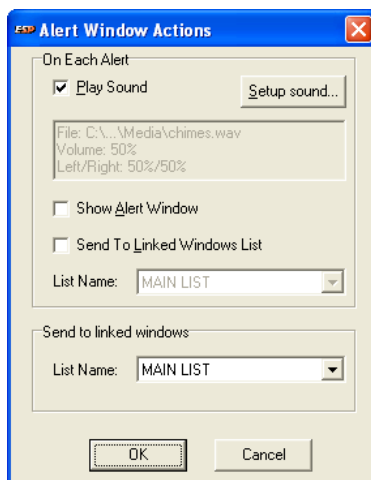 ESP Alert Window Actions
On Each Alert
Play Sound
Setup sound...
File: C:\...\Media\chimes.wav
Volume: 50%
Left/Right: 50%/50%
Show Alert Window
Send To Linked Windows List
List Name: MAIN LIST
Send to linked windows
List Name: MAIN LIST
OK Cancel